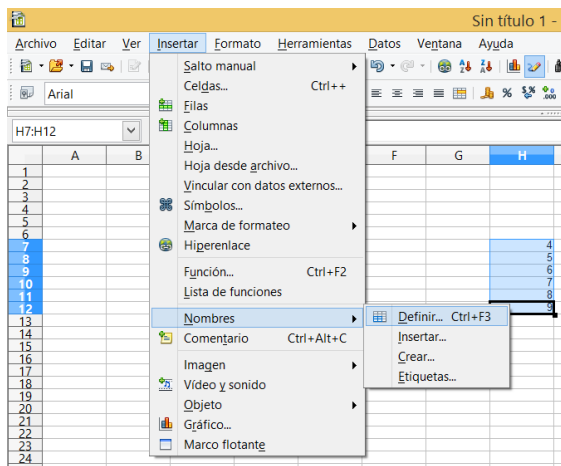 Sin título 1 -
Archivo Editar Ver Insertar Formato Herramientas Datos Ventana Ayuda
Arial
H7:H12
Salto manual
Celdas... Ctrl++
Filas
Columnas
Hoja...
Hoja desde archivo...
Vincular con datos externos...
Símbolos...
Marca de formateo
Hiperenlace
Función... Ctrl+F2
Lista de funciones
Nombres
Comentario Ctrl+Alt+C
Imagen
Vídeo y sonido
Objeto
Gráfico...
Marco flotante
Definir... Ctrl+F3
Insertar...
Crear...
Etiquetas...
A B F G H
1
2
3
4
5
6
7 4
8 5
9 6
10 7
11 8
12 9
13
14
15
16
17
18
19
20
21
22
23
24